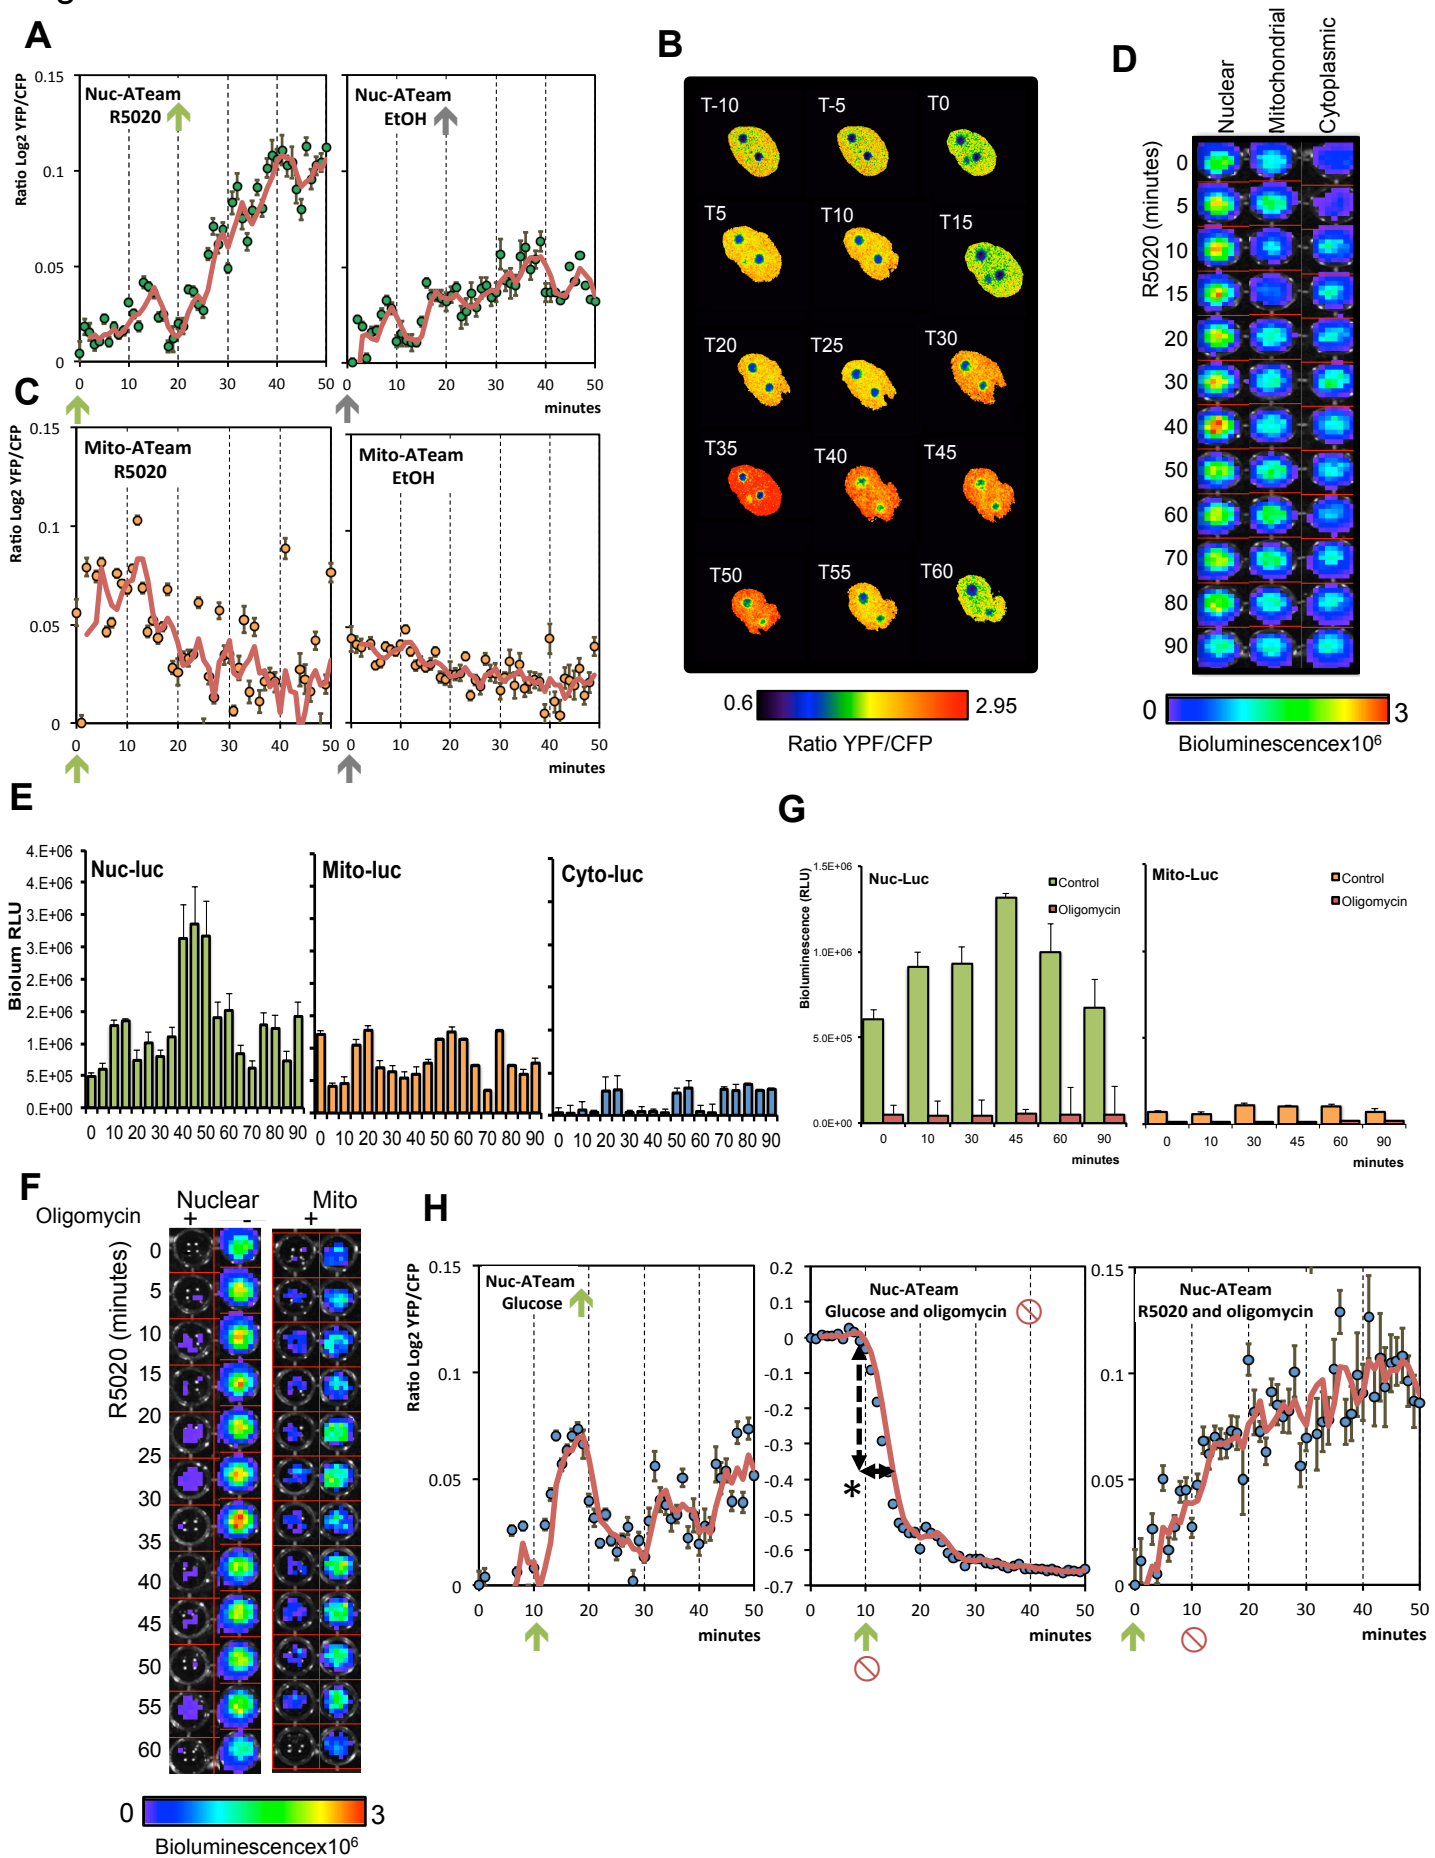 A
0.15
0.1
0.05
0
Ratio Log2 YFP/CFP
Nuc-ATeam
R5020
0 10 20 30 40 50
Nuc-ATeam
EtOH
0 10 20 30 40 50
minutes
B
T-10 T-5 T0
T5 T10 T15
T20 T25 T30
T35 T40 T45
T50 T55 T60
0.6 2.95
Ratio YPF/CFP
C
0.15
0.1
0.05
0
Ratio Log2 YFP/CFP
Mito-ATeam
R5020
0 10 20 30 40 50
Mito-ATeam
EtOH
0 10 20 30 40 50
minutes
D
Nuclear
Mitochondrial
Cytoplasmic
R5020 (minutes)
0
5
10
15
20
30
40
50
60
70
80
90
0 3
Bioluminescencex10⁶
E
Biolum RLU
4.E+06
4.E+06
3.E+06
3.E+06
2.E+06
2.E+06
1.E+06
5.E+05
0.E+00
Nuc-luc
0 10 20 30 40 50 60 70 80 90
Mito-luc
0 10 20 30 40 50 60 70 80 90
Cyto-luc
0 10 20 30 40 50 60 70 80 90
G
Bioluminescence (RLU)
1.5E+06
1.0E+06
5.0E+05
0.0E+00
Nuc-Luc
Control
Oligomycin
0 10 30 45 60 90
minutes
Mito-Luc
Control
Oligomycin
0 10 30 45 60 90
minutes
F
Nuclear Mito
Oligomycin + - +
R5020 (minutes)
0
5
10
15
20
25
30
35
40
45
50
55
60
0 3
Bioluminescencex10⁶
H
Ratio Log2 YFP/CFP
0.15
0.1
0.05
0
Nuc-ATeam
Glucose
0 10 20 30 40 50
minutes
0.2
0.1
0
-0.1
-0.2
-0.3
-0.4
-0.5
-0.6
-0.7
Nuc-ATeam
Glucose and oligomycin
*
0 10 20 30 40 50
minutes
0.15
0.1
0.05
0
Nuc-ATeam
R5020 and oligomycin
0 10 20 30 40 50
minutes